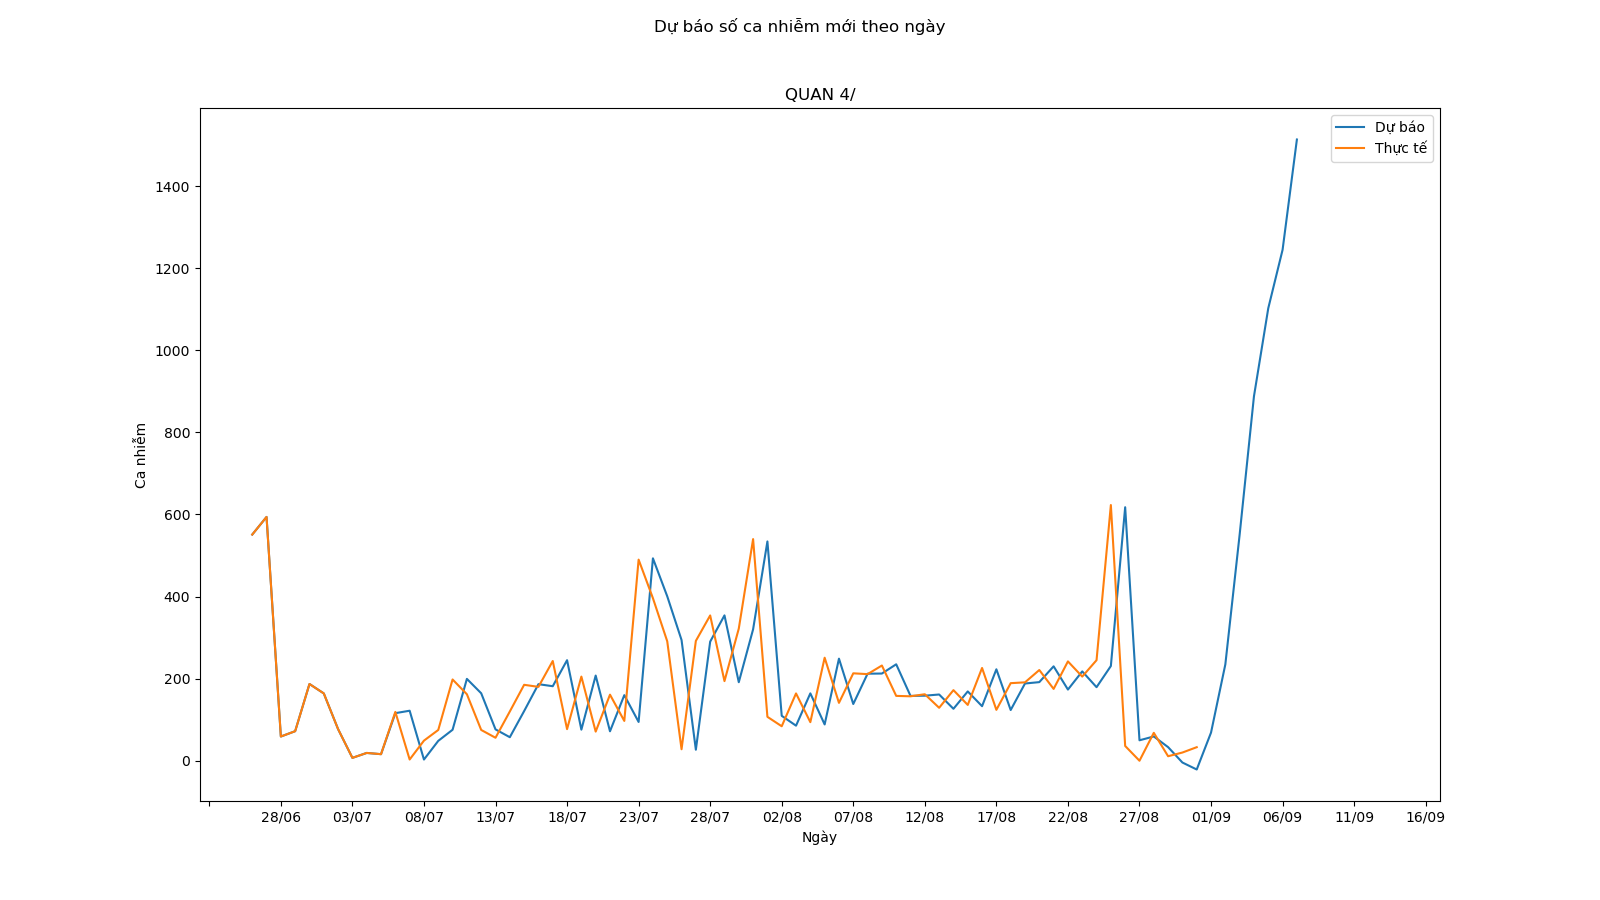 Dự báo số ca nhiễm mới theo ngày
QUAN 4/
Dự báo
Thực tế
1400
1200
1000
800
600
400
200
0
Ca nhiễm
28/06 03/07 08/07 13/07 18/07 23/07 28/07 02/08 07/08 12/08 17/08 22/08 27/08 01/09 06/09 11/09 16/09
Ngày